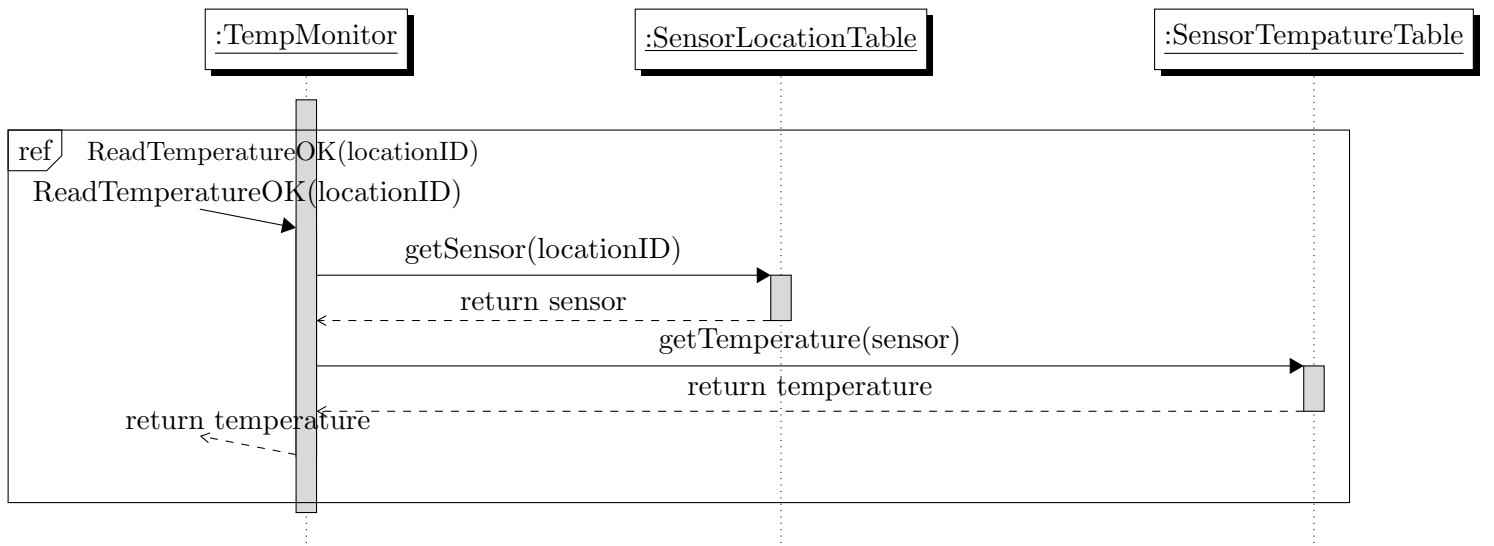 :TempMonitor
:SensorLocationTable
:SensorTempatureTable
ref
ReadTemperatureOK(locationID)
ReadTemperatureOK(locationID)
getSensor(locationID)
return sensor
getTemperature(sensor)
return temperature
return temperature